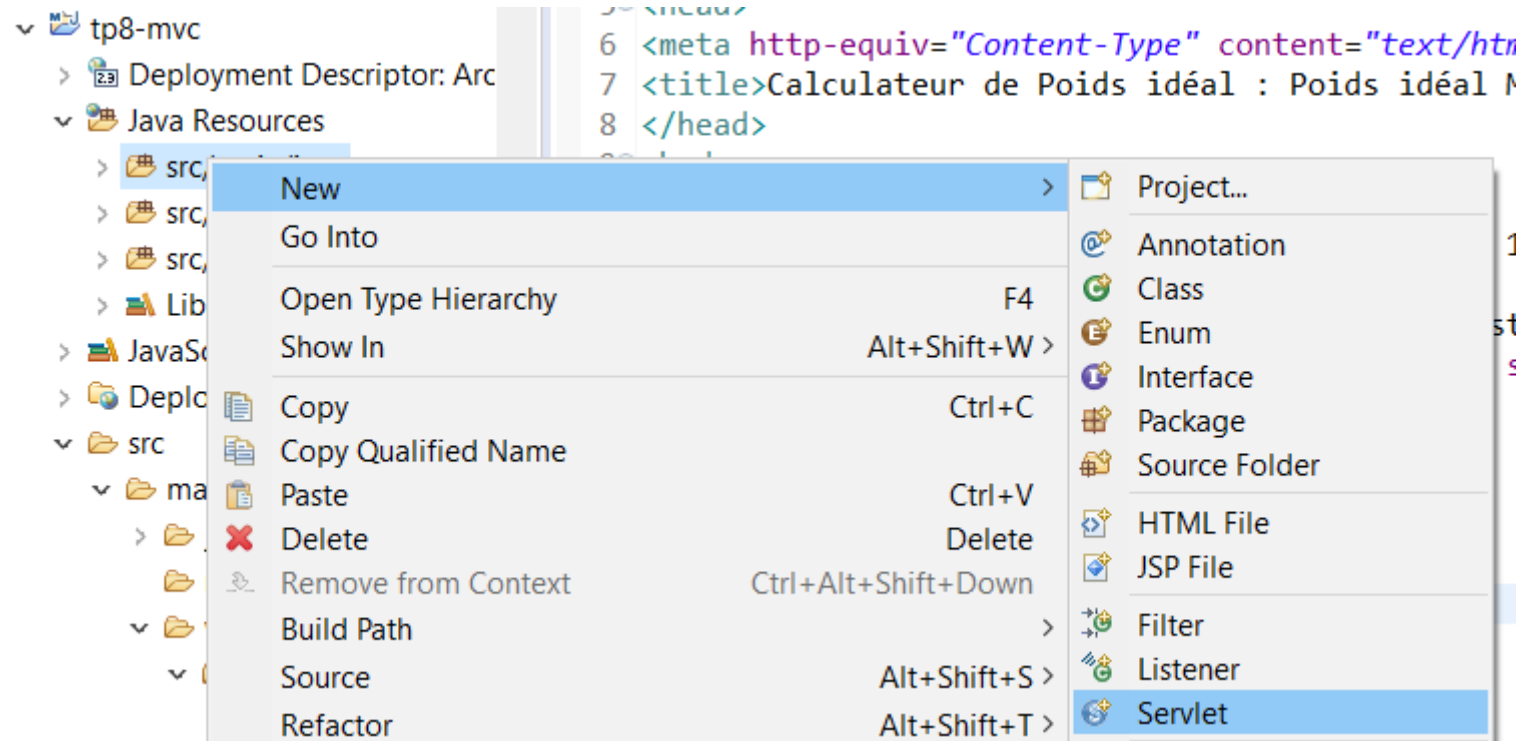 tp8-mvc
Deployment Descriptor: Arc
Java Resources
src/
src/
src/
Lib
JavaSc
Deplo
src
ma
2.3
6 <meta http-equiv="Content-Type" content="text/htm
7 <title>Calculateur de Poids idéal : Poids idéal M
8 </head>
New
Go Into
Open Type Hierarchy F4
Show In Alt+Shift+W >
Copy Ctrl+C
Copy Qualified Name
Paste Ctrl+V
Delete Delete
Remove from Context Ctrl+Alt+Shift+Down
Build Path
Source Alt+Shift+S >
Refactor Alt+Shift+T >
Project...
Annotation
Class
Enum
Interface
Package
Source Folder
HTML File
JSP File
Filter
Listener
Servlet